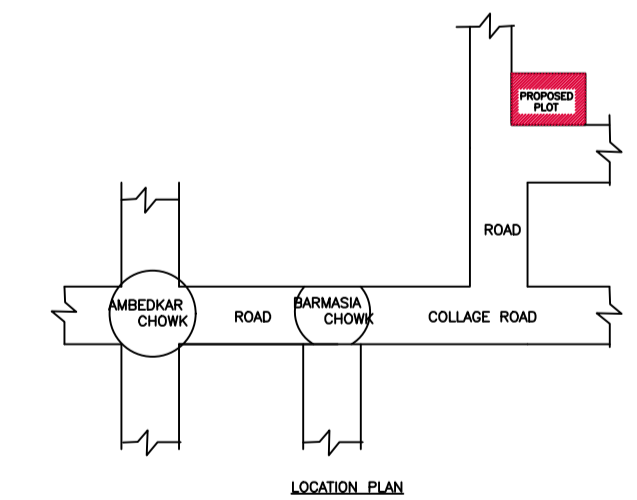 PROPOSED
PLOT
ROAD
AMBEDKAR
CHOWK
ROAD
BARMASIA
CHOWK
COLLAGE ROAD
LOCATION PLAN